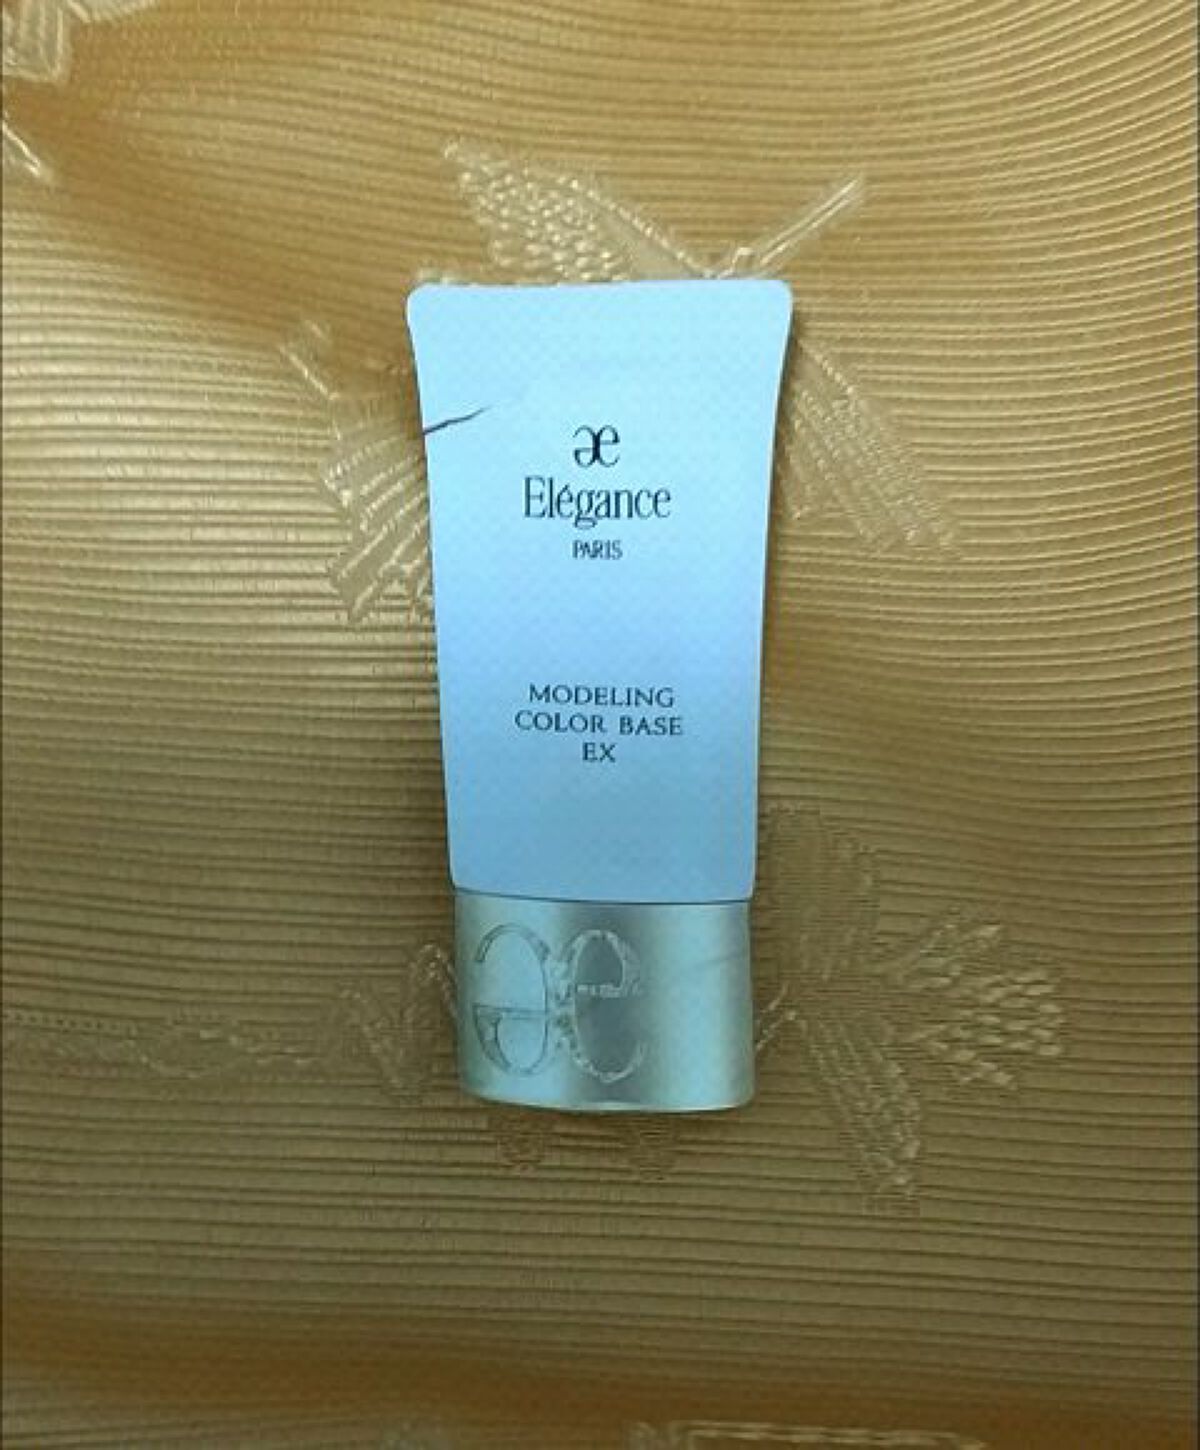 æ
Elégance
PARIS
MODELING
COLOR BASE
EX